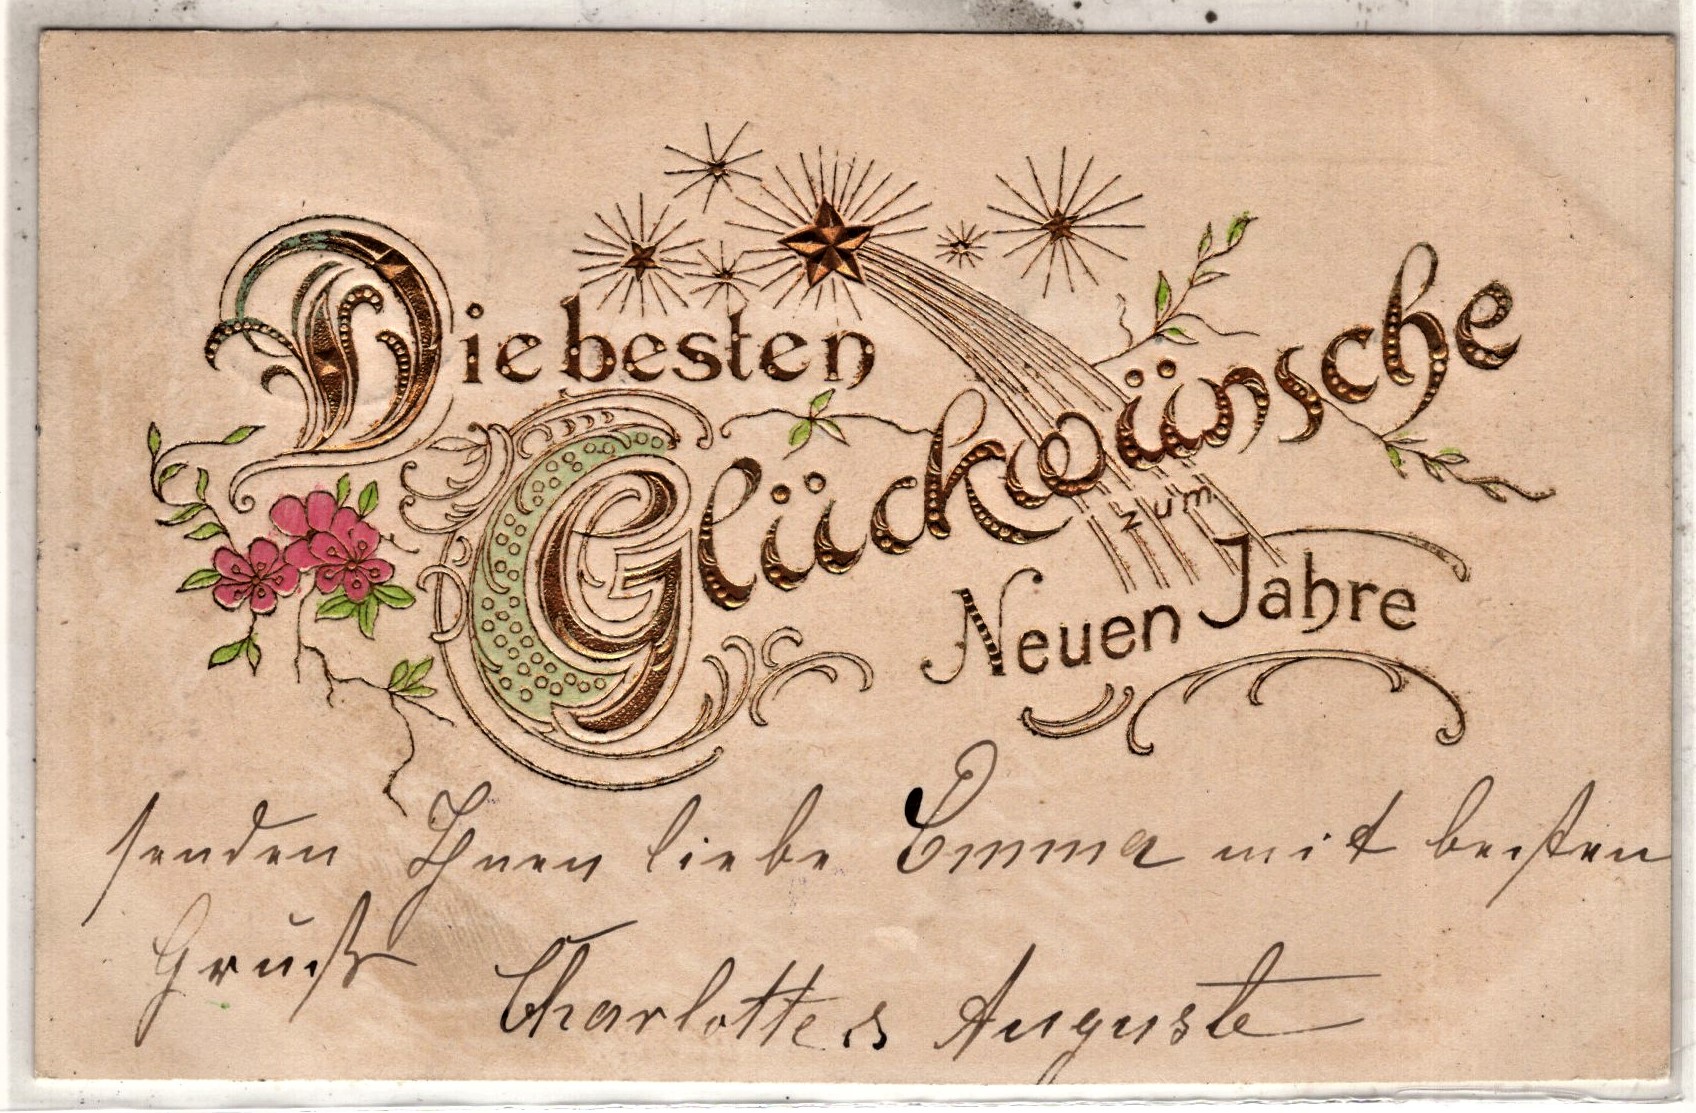 Die besten
Glückwünsche
zum
Neuen Jahre
senden Ihnen liebe Emma mit besten
Gruß
Charlotte & Auguste